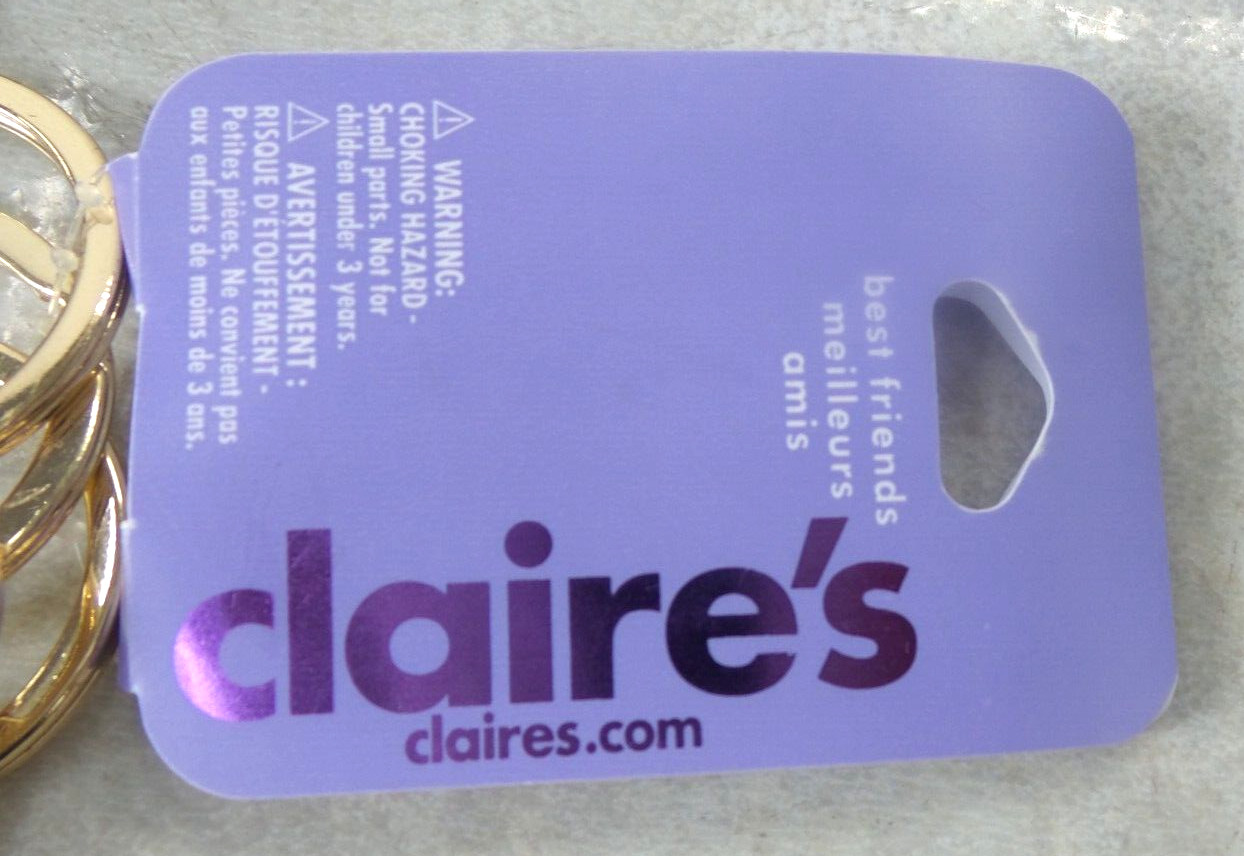 best friends
meilleurs
amis
⚠ WARNING:
CHOKING HAZARD -
Small parts. Not for
children under 3 years.
⚠ AVERTISSEMENT :
RISQUE D'ÉTOUFFEMENT -
Petites pièces. Ne convient pas
aux enfants de moins de 3 ans.
claire's
claires.com